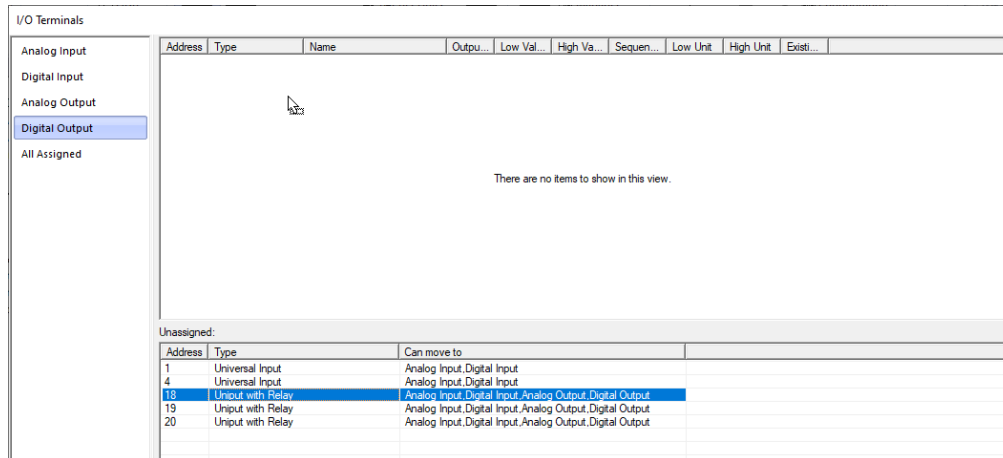 I/O Terminals
Analog Input
Digital Input
Analog Output
Digital Output
All Assigned
Address Type Name Outpu... Low Val... High Va... Sequen... Low Unit High Unit Existi...
There are no items to show in this view.
Unassigned:
Address Type Can move to
1 Universal Input Analog Input,Digital Input
4 Universal Input Analog Input,Digital Input
18 Uniput with Relay Analog Input,Digital Input,Analog Output,Digital Output
19 Uniput with Relay Analog Input,Digital Input,Analog Output,Digital Output
20 Uniput with Relay Analog Input,Digital Input,Analog Output,Digital Output